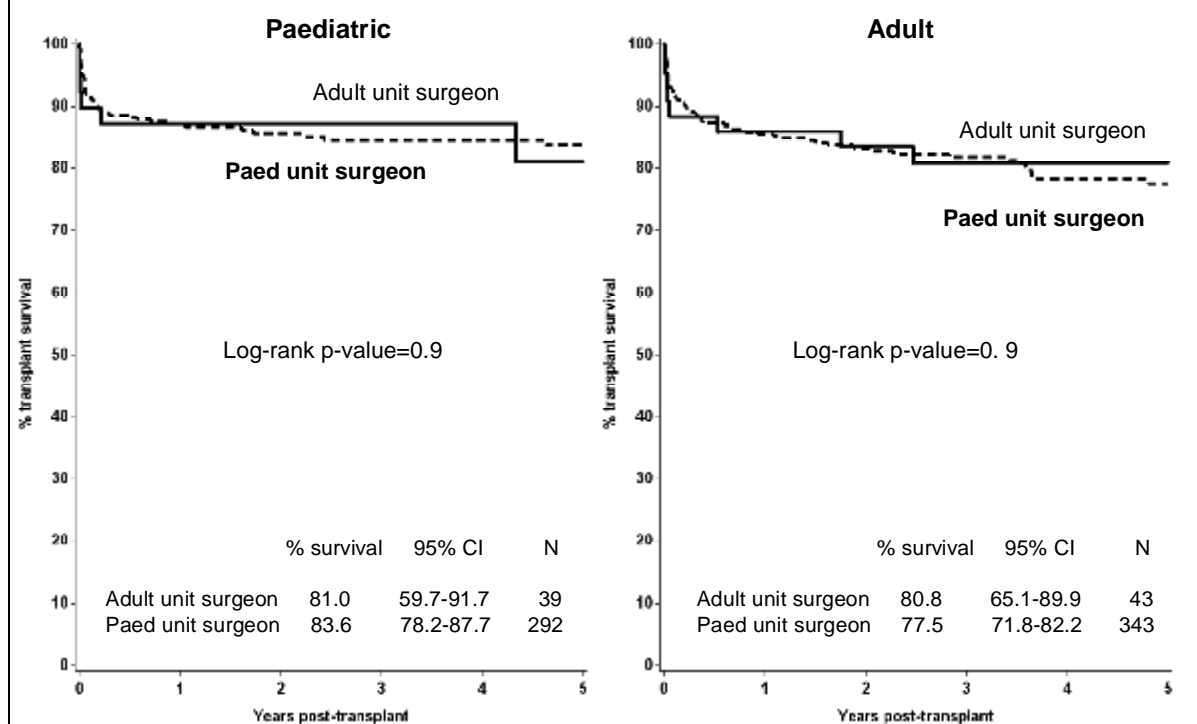 Paediatric
100
90
80
70
60
50
40
30
20
10
0
% transplant survival
Adult unit surgeon
Paed unit surgeon
Log-rank p-value=0.9
% survival 95% CI N
Adult unit surgeon 81.0 59.7-91.7 39
Paed unit surgeon 83.6 78.2-87.7 292
0 1 2 3 4 5
Years post-transplant
Adult
100
90
80
70
60
50
40
30
20
10
0
% transplant survival
Adult unit surgeon
Paed unit surgeon
Log-rank p-value=0. 9
% survival 95% CI N
Adult unit surgeon 80.8 65.1-89.9 43
Paed unit surgeon 77.5 71.8-82.2 343
0 1 2 3 4 5
Years post-transplant